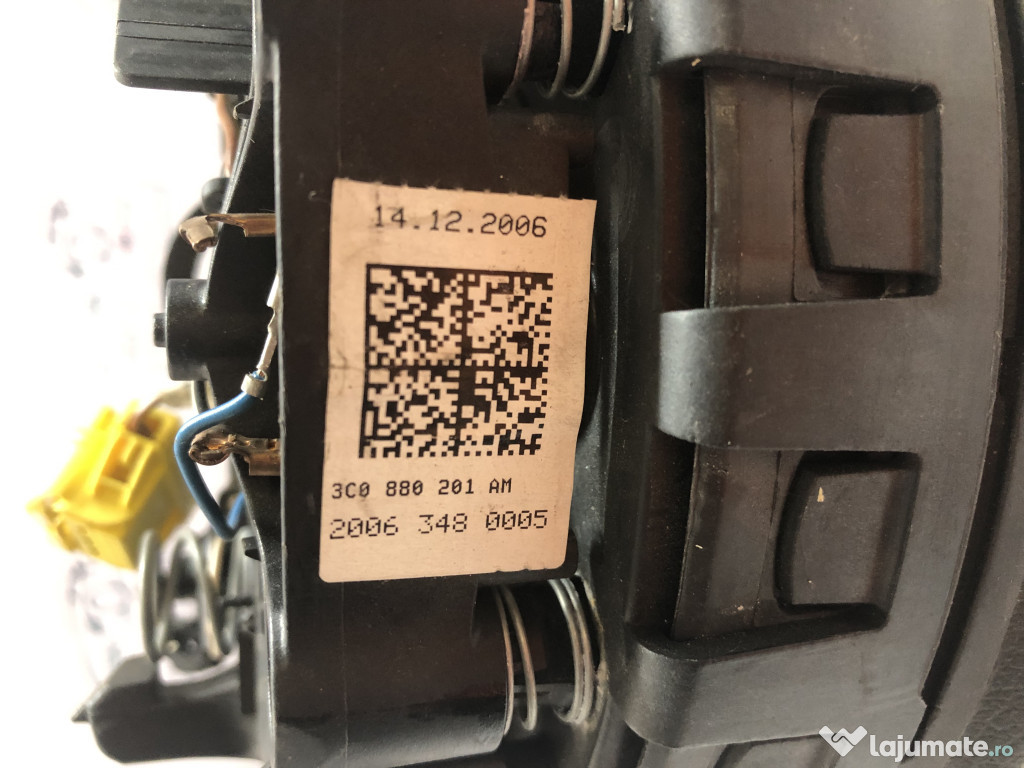 14.12.2006
3C0 880 201 AM
2006 348 0005
lajumate.ro